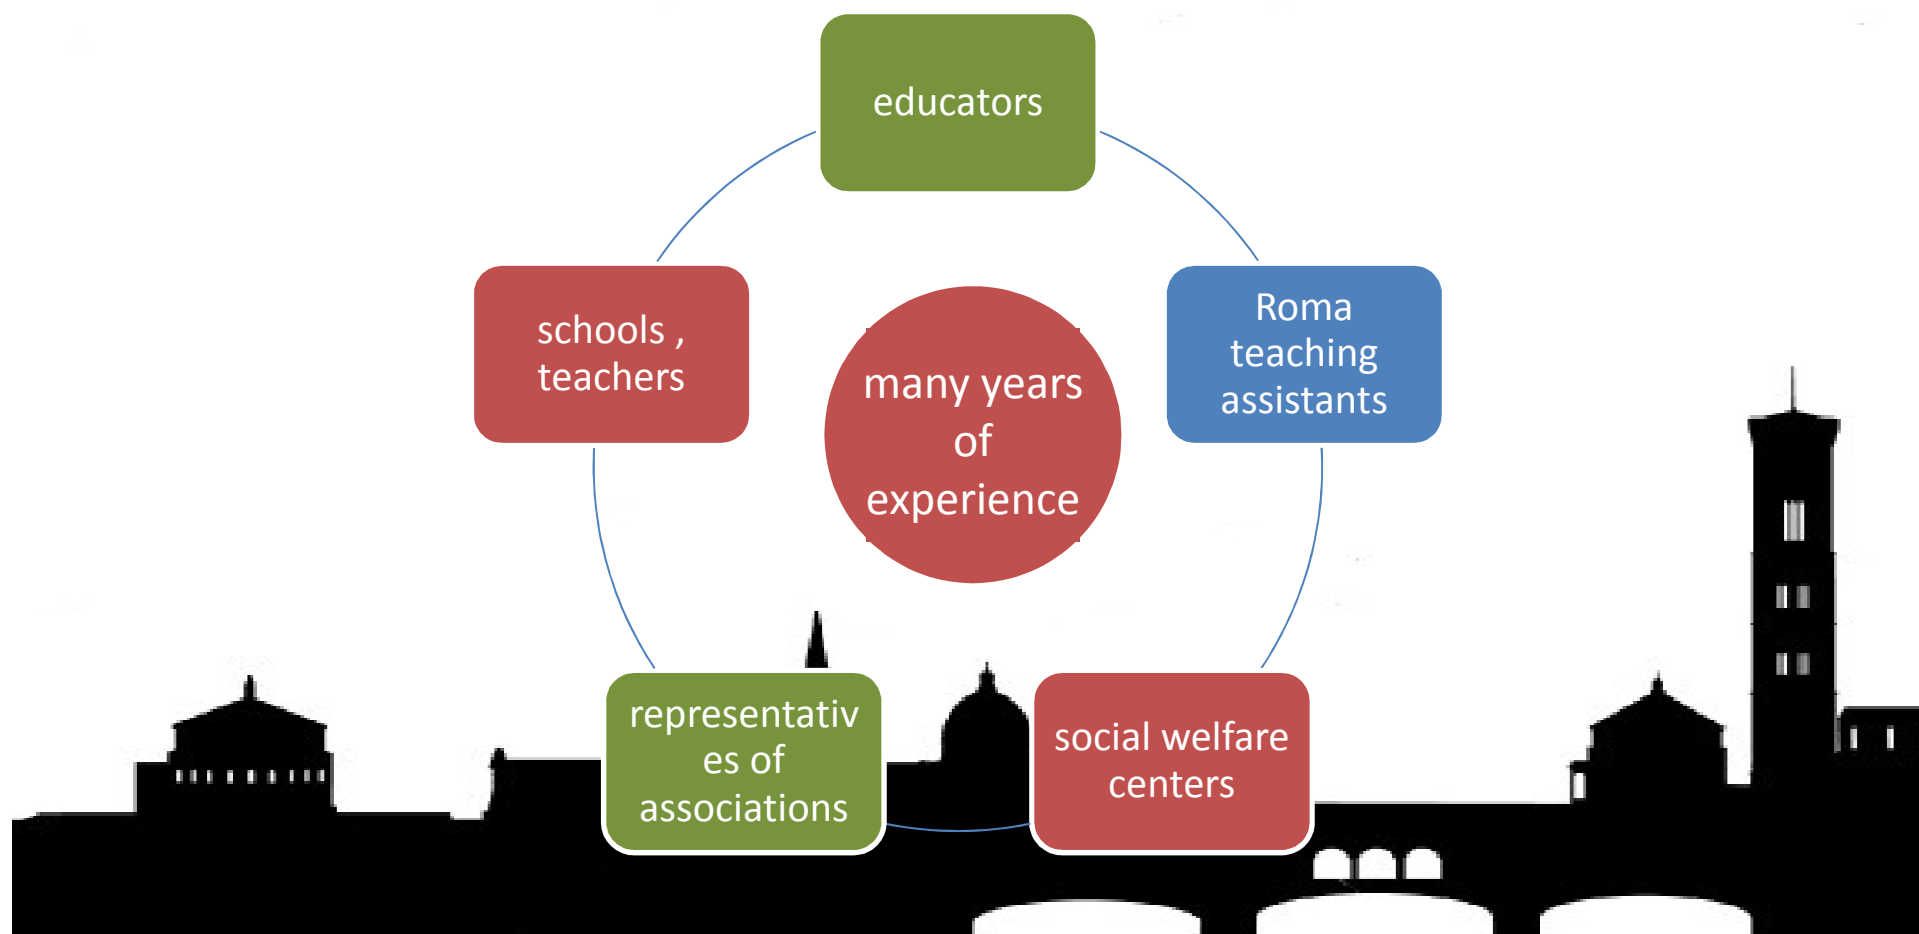 educators
schools ,
teachers
Roma
teaching
assistants
many years
of
experience
representativ
es of
associations
social welfare
centers